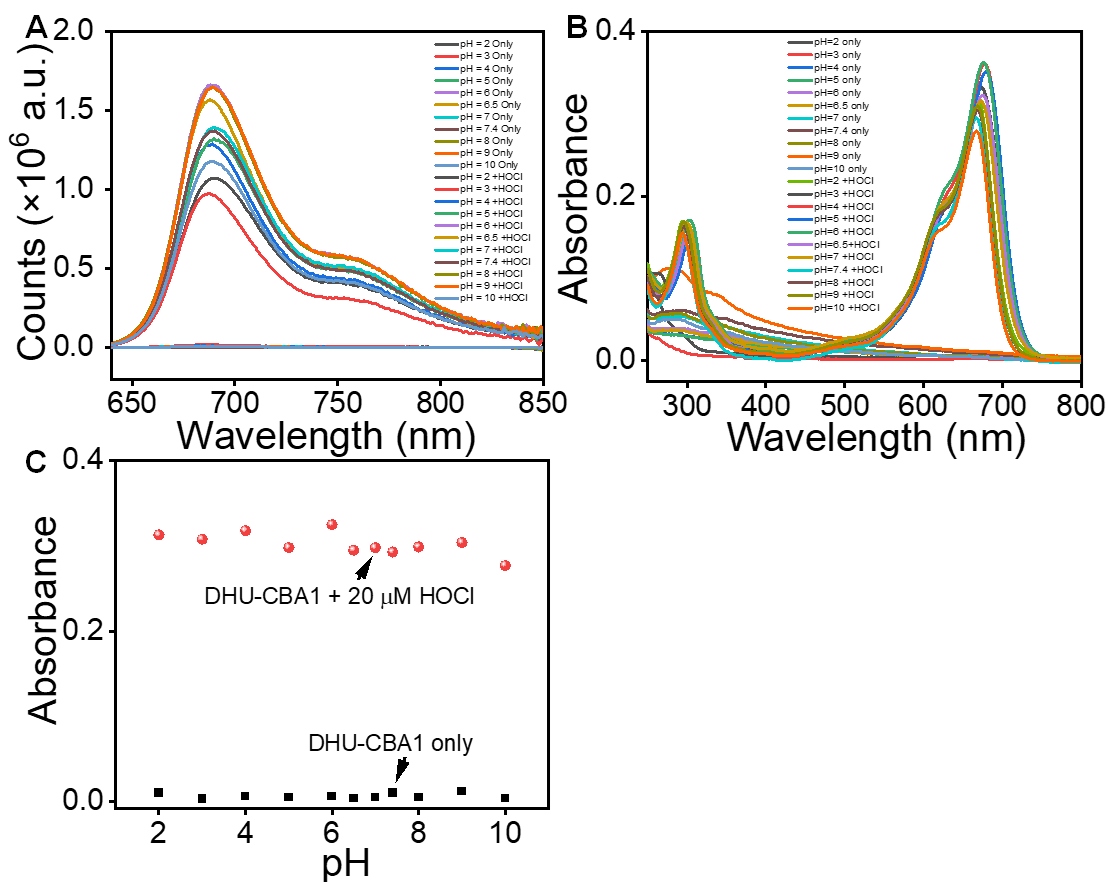 A
Counts (×10⁶ a.u.)
2.0
1.5
1.0
0.5
0.0
pH = 2 Only
pH = 3 Only
pH = 4 Only
pH = 5 Only
pH = 6 Only
pH = 6.5 Only
pH = 7 Only
pH = 7.4 Only
pH = 8 Only
pH = 9 Only
pH = 10 Only
pH = 2 +HOCl
pH = 3 +HOCl
pH = 4 +HOCl
pH = 5 +HOCl
pH = 6 +HOCl
pH = 6.5 +HOCl
pH = 7 +HOCl
pH = 7.4 +HOCl
pH = 8 +HOCl
pH = 9 +HOCl
pH = 10 +HOCl
650 700 750 800 850
Wavelength (nm)
B
Absorbance
0.4
0.2
0.0
pH=2 only
pH=3 only
pH=4 only
pH=5 only
pH=6 only
pH=6.5 only
pH=7 only
pH=7.4 only
pH=8 only
pH=9 only
pH=10 only
pH=2 +HOCl
pH=3 +HOCl
pH=4 +HOCl
pH=5 +HOCl
pH=6 +HOCl
pH=6.5+HOCl
pH=7 +HOCl
pH=7.4 +HOCl
pH=8 +HOCl
pH=9 +HOCl
pH=10 +HOCl
300 400 500 600 700 800
Wavelength (nm)
C
Absorbance
0.4
0.2
0.0
DHU-CBA1 + 20 μM HOCl
DHU-CBA1 only
2 4 6 8 10
pH